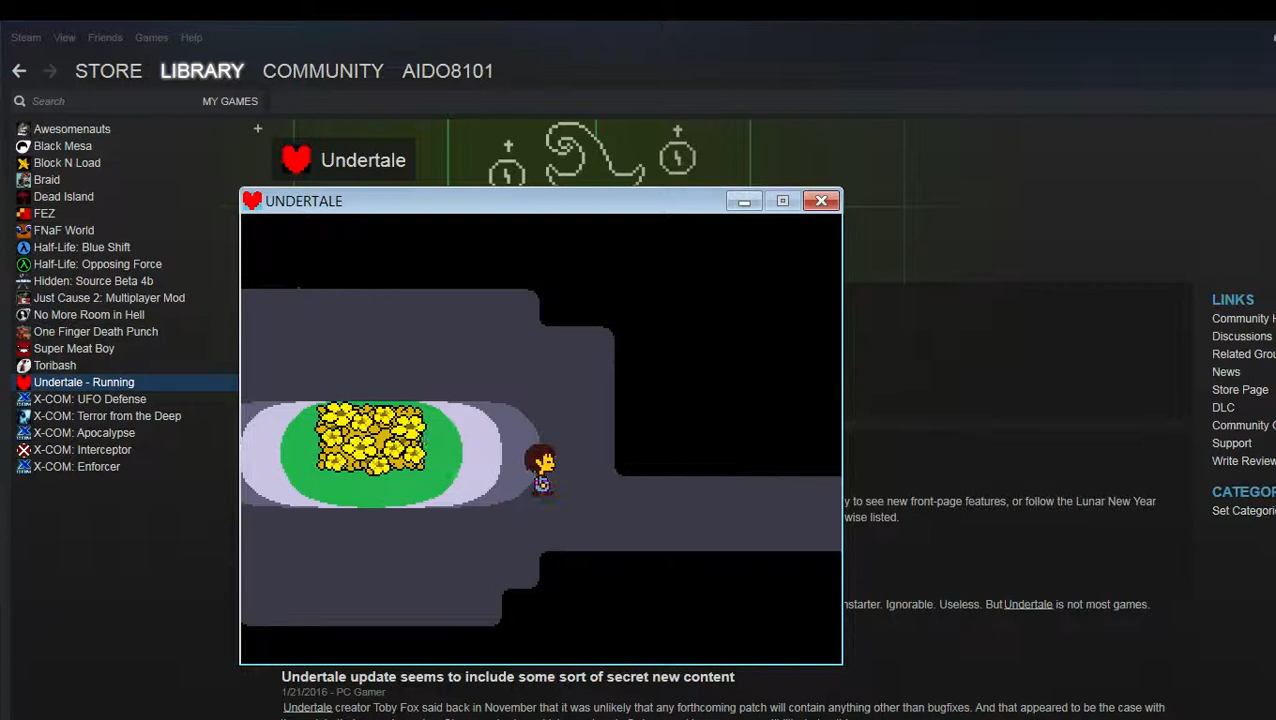 Steam View Friends Games Help
STORE LIBRARY COMMUNITY AIDO8101
Search MY GAMES
Awesomenauts
Black Mesa
Block N Load
Braid
Dead Island
FEZ
FNaF World
Half-Life: Blue Shift
Half-Life: Opposing Force
Hidden: Source Beta 4b
Just Cause 2: Multiplayer Mod
No More Room in Hell
One Finger Death Punch
Super Meat Boy
Toribash
Undertale - Running
X-COM: UFO Defense
X-COM: Terror from the Deep
X-COM: Apocalypse
X-COM: Interceptor
X-COM: Enforcer
Undertale
UNDERTALE
LINKS
Community H
Discussions
Related Grou
News
Store Page
DLC
Community G
Support
Write Review
CATEGOR
Set Categorie
y to see new front-page features, or follow the Lunar New Year
wise listed.
nstarter. Ignorable. Useless. But Undertale is not most games.
Undertale update seems to include some sort of secret new content
1/21/2016 - PC Gamer
Undertale creator Toby Fox said back in November that it was unlikely that any forthcoming patch will contain anything other than bugfixes. And that appeared to be the case with